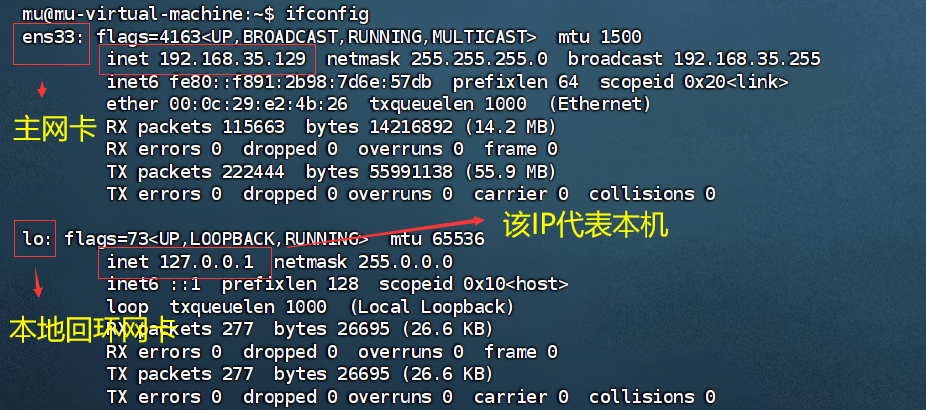 mu@mu-virtual-machine:~$ ifconfig
ens33: flags=4163<UP,BROADCAST,RUNNING,MULTICAST>  mtu 1500
inet 192.168.35.129  netmask 255.255.255.0  broadcast 192.168.35.255
inet6 fe80::f891:2b98:7d6e:57db  prefixlen 64  scopeid 0x20<link>
ether 00:0c:29:e2:4b:26  txqueuelen 1000  (Ethernet)
主网卡
RX packets 115663  bytes 14216892 (14.2 MB)
RX errors 0  dropped 0  overruns 0  frame 0
TX packets 222444  bytes 55991138 (55.9 MB)
TX errors 0  dropped 0 overruns 0  carrier 0  collisions 0
该IP代表本机
lo: flags=73<UP,LOOPBACK,RUNNING>  mtu 65536
inet 127.0.0.1  netmask 255.0.0.0
inet6 ::1  prefixlen 128  scopeid 0x10<host>
loop  txqueuelen 1000  (Local Loopback)
本地回环网卡
RX packets 277  bytes 26695 (26.6 KB)
RX errors 0  dropped 0  overruns 0  frame 0
TX packets 277  bytes 26695 (26.6 KB)
TX errors 0  dropped 0 overruns 0  carrier 0  collisions 0